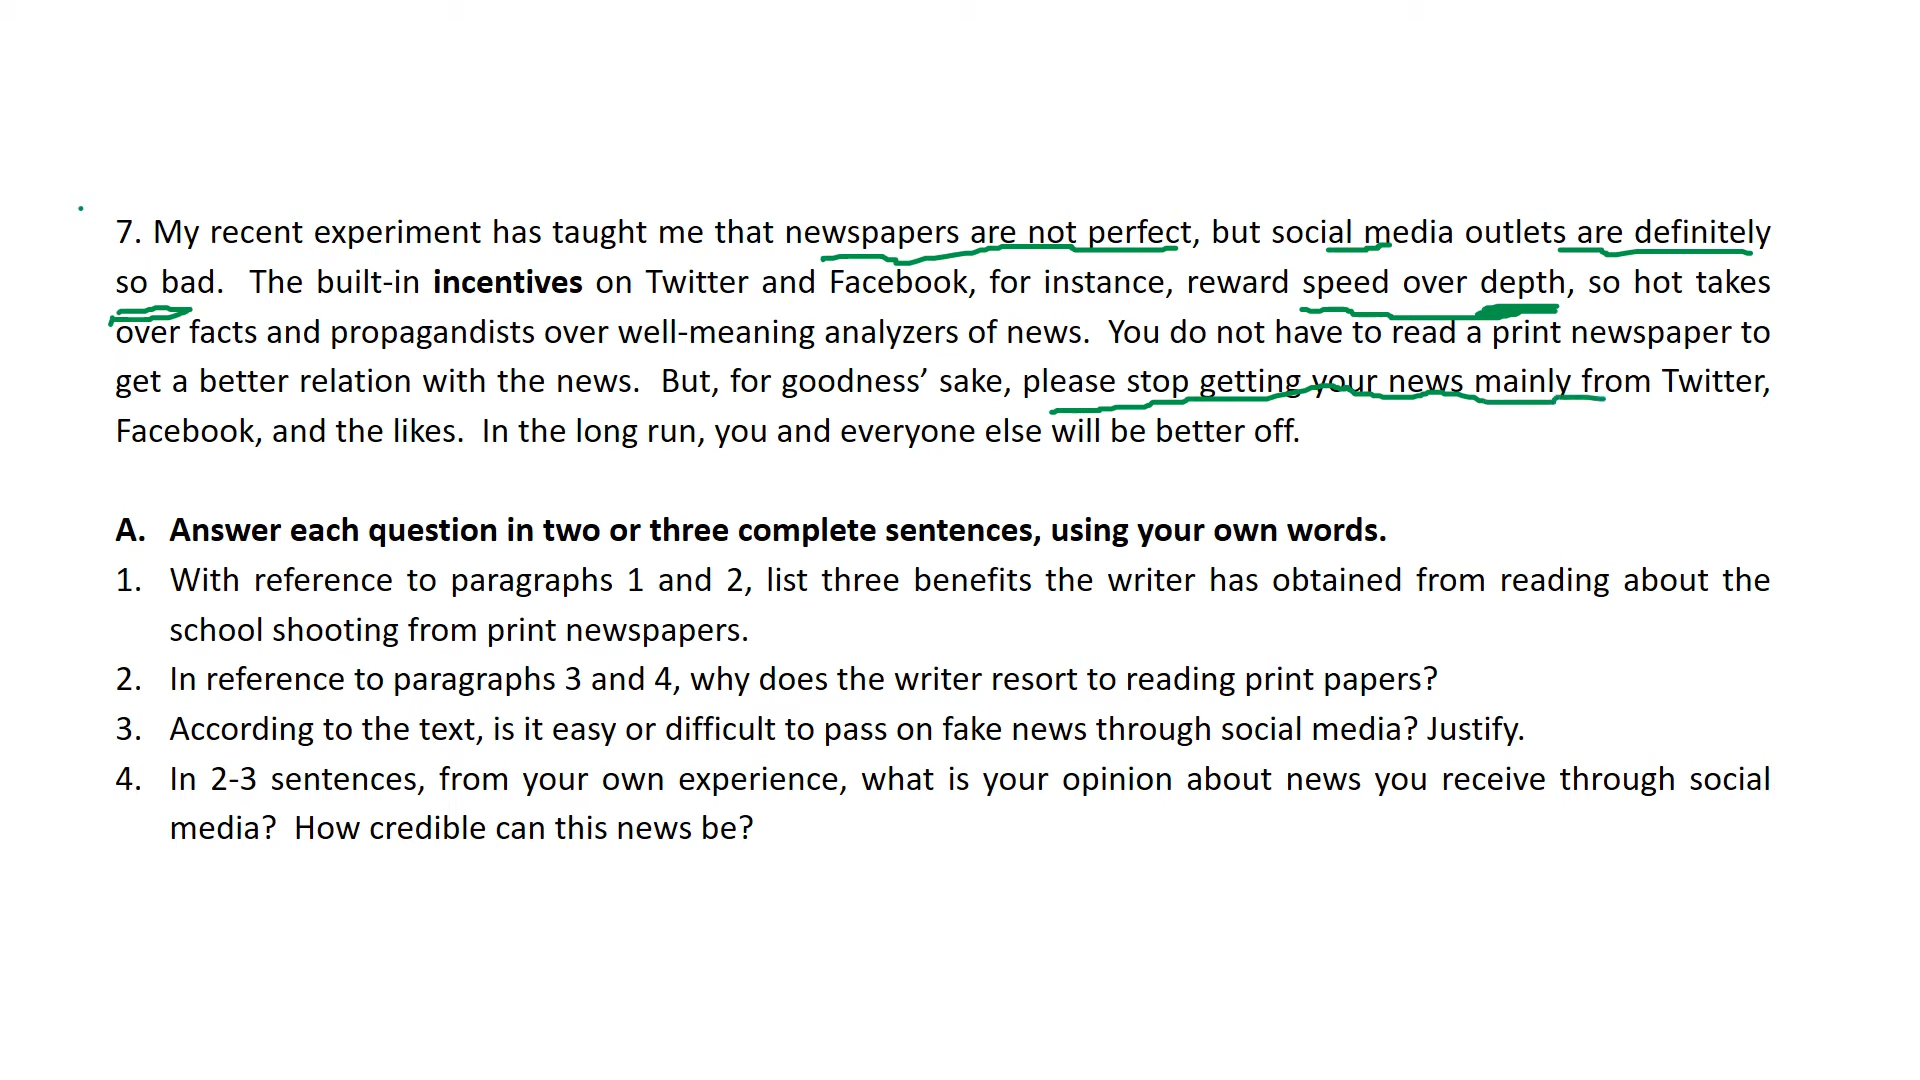 7. My recent experiment has taught me that newspapers are not perfect, but social media outlets are definitely
so bad.  The built-in incentives on Twitter and Facebook, for instance, reward speed over depth, so hot takes
over facts and propagandists over well-meaning analyzers of news.  You do not have to read a print newspaper to
get a better relation with the news.  But, for goodness’ sake, please stop getting your news mainly from Twitter,
Facebook, and the likes.  In the long run, you and everyone else will be better off.
A. Answer each question in two or three complete sentences, using your own words.
1. With reference to paragraphs 1 and 2, list three benefits the writer has obtained from reading about the
school shooting from print newspapers.
2. In reference to paragraphs 3 and 4, why does the writer resort to reading print papers?
3. According to the text, is it easy or difficult to pass on fake news through social media? Justify.
4. In 2-3 sentences, from your own experience, what is your opinion about news you receive through social
media?  How credible can this news be?